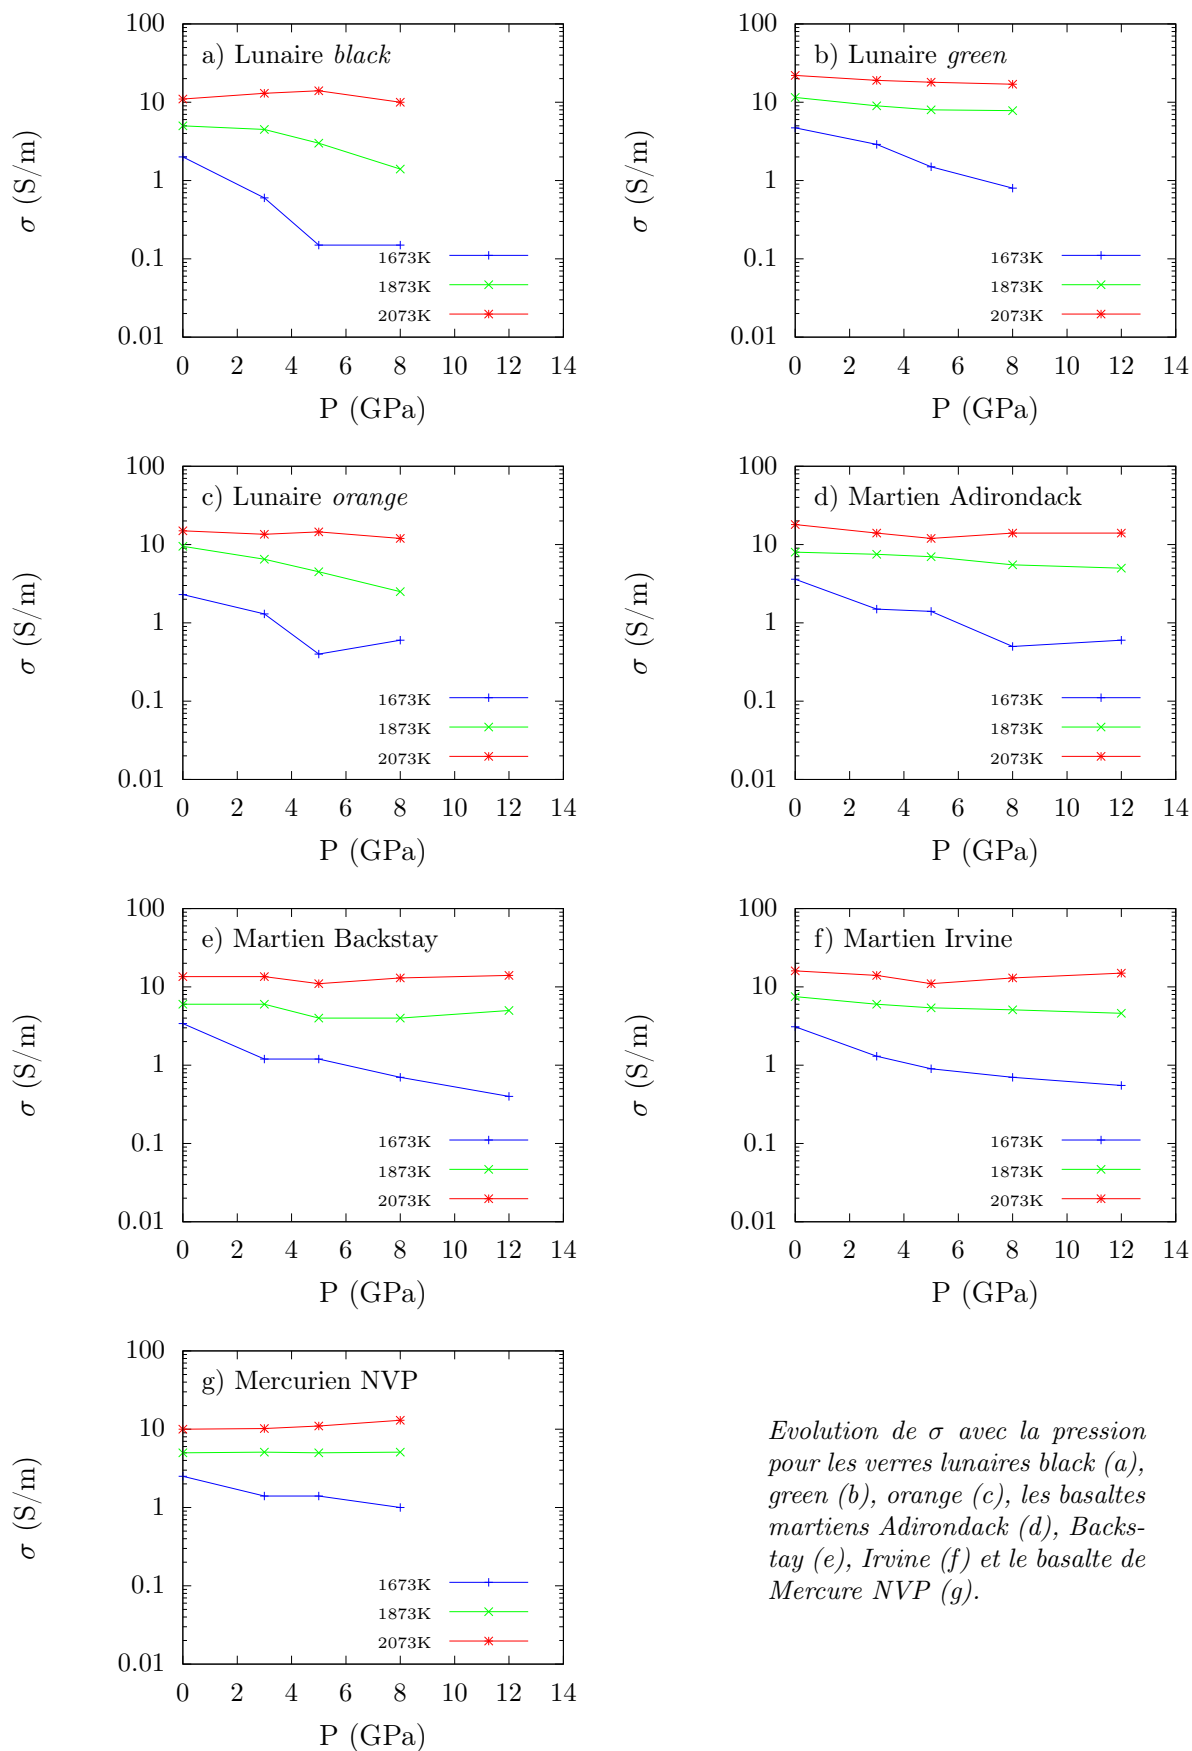 a) Lunaire black
σ (S/m)
100
10
1
0.1
0.01
1673K
1873K
2073K
0 2 4 6 8 10 12 14
P (GPa)
b) Lunaire green
σ (S/m)
100
10
1
0.1
0.01
1673K
1873K
2073K
0 2 4 6 8 10 12 14
P (GPa)
c) Lunaire orange
σ (S/m)
100
10
1
0.1
0.01
1673K
1873K
2073K
0 2 4 6 8 10 12 14
P (GPa)
d) Martien Adirondack
σ (S/m)
100
10
1
0.1
0.01
1673K
1873K
2073K
0 2 4 6 8 10 12 14
P (GPa)
e) Martien Backstay
σ (S/m)
100
10
1
0.1
0.01
1673K
1873K
2073K
0 2 4 6 8 10 12 14
P (GPa)
f) Martien Irvine
σ (S/m)
100
10
1
0.1
0.01
1673K
1873K
2073K
0 2 4 6 8 10 12 14
P (GPa)
g) Mercurien NVP
σ (S/m)
100
10
1
0.1
0.01
1673K
1873K
2073K
0 2 4 6 8 10 12 14
P (GPa)
Evolution de σ avec la pression
pour les verres lunaires black (a),
green (b), orange (c), les basaltes
martiens Adirondack (d), Backs-
tay (e), Irvine (f) et le basalte de
Mercure NVP (g).